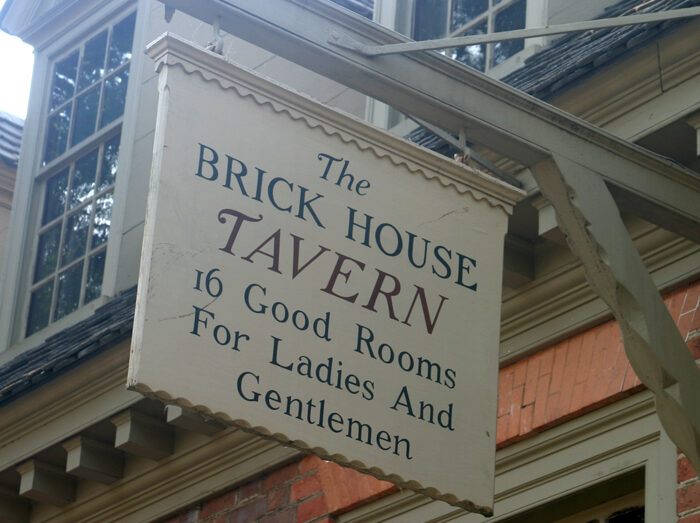 The
BRICK HOUSE
TAVERN
16 Good Rooms
For Ladies And
Gentlemen